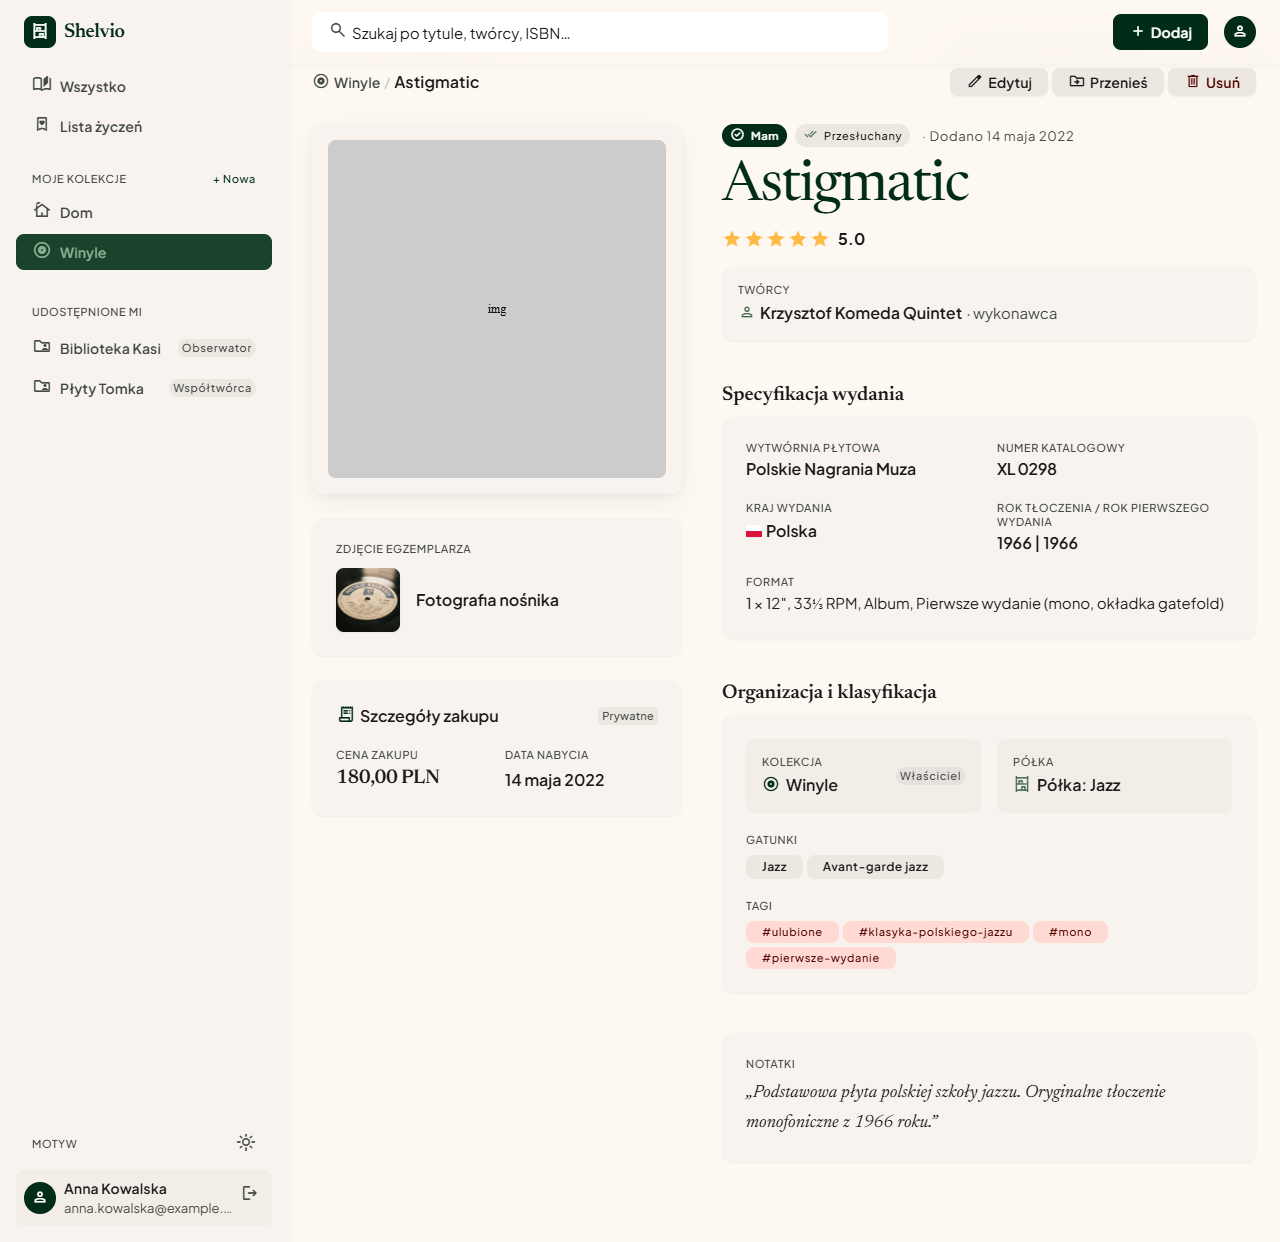 Shelvio
Szukaj po tytule, twórcy, ISBN...
+ Dodaj
Wszystko
Lista życzeń
MOJE KOLEKCJE
+ Nowa
Dom
Winyle
UDOSTĘPNIONE MI
Biblioteka Kasi
Obserwator
Płyty Tomka
Współtwórca
MOTYW
Anna Kowalska
anna.kowalska@example....
Winyle / Astigmatic
Edytuj
Przenieś
Usuń
img
ZDJĘCIE EGZEMPLARZA
Fotografia nośnika
Szczegóły zakupu
Prywatne
CENA ZAKUPU
180,00 PLN
DATA NABYCIA
14 maja 2022
Mam
Przesłuchany
· Dodano 14 maja 2022
Astigmatic
5.0
TWÓRCY
Krzysztof Komeda Quintet · wykonawca
Specyfikacja wydania
WYTWÓRNIA PŁYTOWA
Polskie Nagrania Muza
NUMER KATALOGOWY
XL 0298
KRAJ WYDANIA
Polska
ROK TŁOCZENIA / ROK PIERWSZEGO
WYDANIA
1966 | 1966
FORMAT
1 × 12", 33⅓ RPM, Album, Pierwsze wydanie (mono, okładka gatefold)
Organizacja i klasyfikacja
KOLEKCJA
Winyle
Właściciel
PÓŁKA
Półka: Jazz
GATUNKI
Jazz
Avant-garde jazz
TAGI
#ulubione
#klasyka-polskiego-jazzu
#mono
#pierwsze-wydanie
NOTATKI
„Podstawowa płyta polskiej szkoły jazzu. Oryginalne tłoczenie
monofoniczne z 1966 roku.”